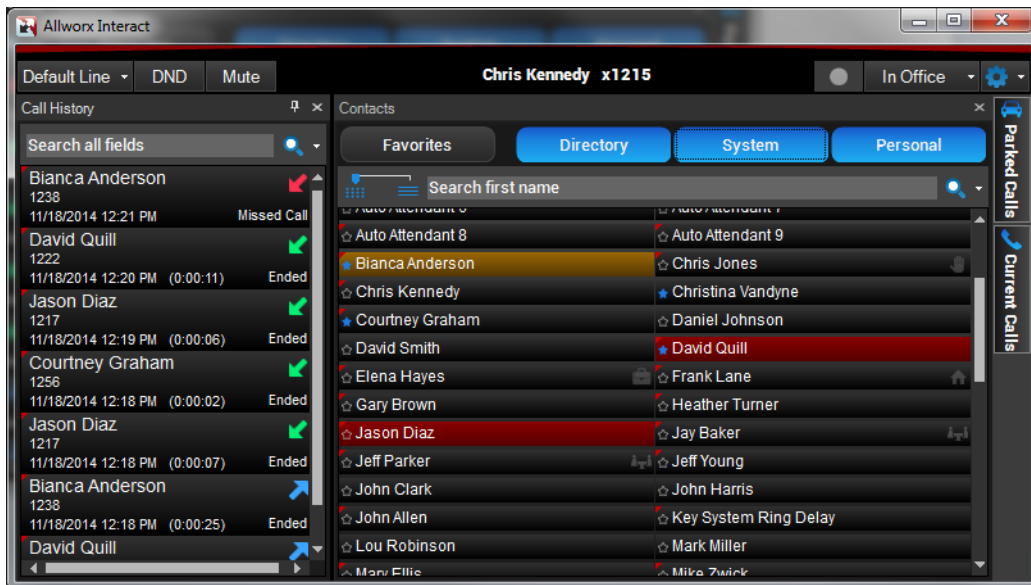 Allworx Interact
Default Line DND Mute Chris Kennedy x1215 In Office
Call History
Search all fields
Bianca Anderson
1238
11/18/2014 12:21 PM Missed Call
David Quill
1222
11/18/2014 12:20 PM (0:00:11) Ended
Jason Diaz
1217
11/18/2014 12:19 PM (0:00:06) Ended
Courtney Graham
1256
11/18/2014 12:18 PM (0:00:02) Ended
Jason Diaz
1217
11/18/2014 12:18 PM (0:00:07) Ended
Bianca Anderson
1238
11/18/2014 12:18 PM (0:00:25) Ended
David Quill
Contacts
Favorites Directory System Personal
Search first name
Auto Attendant 8 Auto Attendant 9
Bianca Anderson Chris Jones
Chris Kennedy Christina Vandyne
Courtney Graham Daniel Johnson
David Smith David Quill
Elena Hayes Frank Lane
Gary Brown Heather Turner
Jason Diaz Jay Baker
Jeff Parker Jeff Young
John Clark John Harris
John Allen Key System Ring Delay
Lou Robinson Mark Miller
Mary Ellis Mike Zwick
Parked Calls
Current Calls